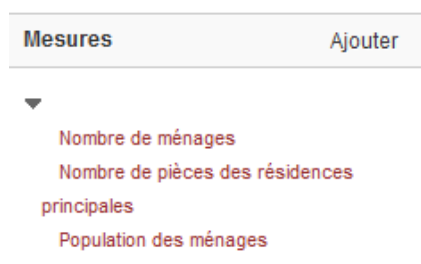 Mesures Ajouter
Nombre de ménages
Nombre de pièces des résidences
principales
Population des ménages